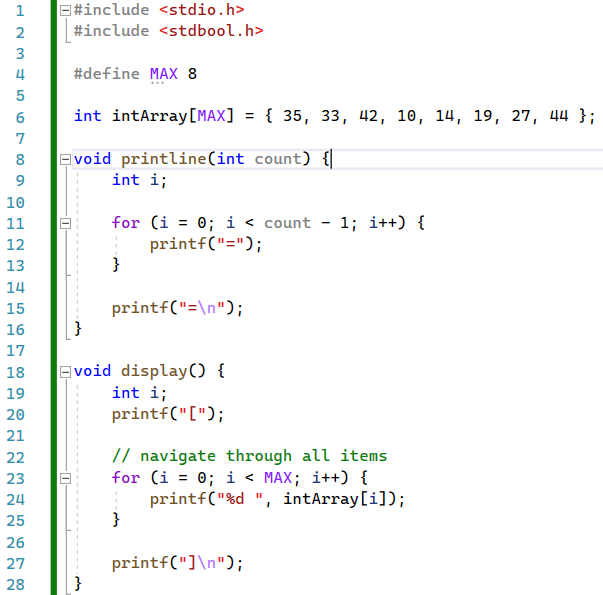 1 #include <stdio.h>
2 #include <stdbool.h>
3
4 #define MAX 8
5
6 int intArray[MAX] = { 35, 33, 42, 10, 14, 19, 27, 44 };
7
8 void printline(int count) {
9     int i;
10
11     for (i = 0; i < count - 1; i++) {
12         printf("=");
13     }
14
15     printf("=\n");
16 }
17
18 void display() {
19     int i;
20     printf("[");
21
22     // navigate through all items
23     for (i = 0; i < MAX; i++) {
24         printf("%d ", intArray[i]);
25     }
26
27     printf("]\n");
28 }